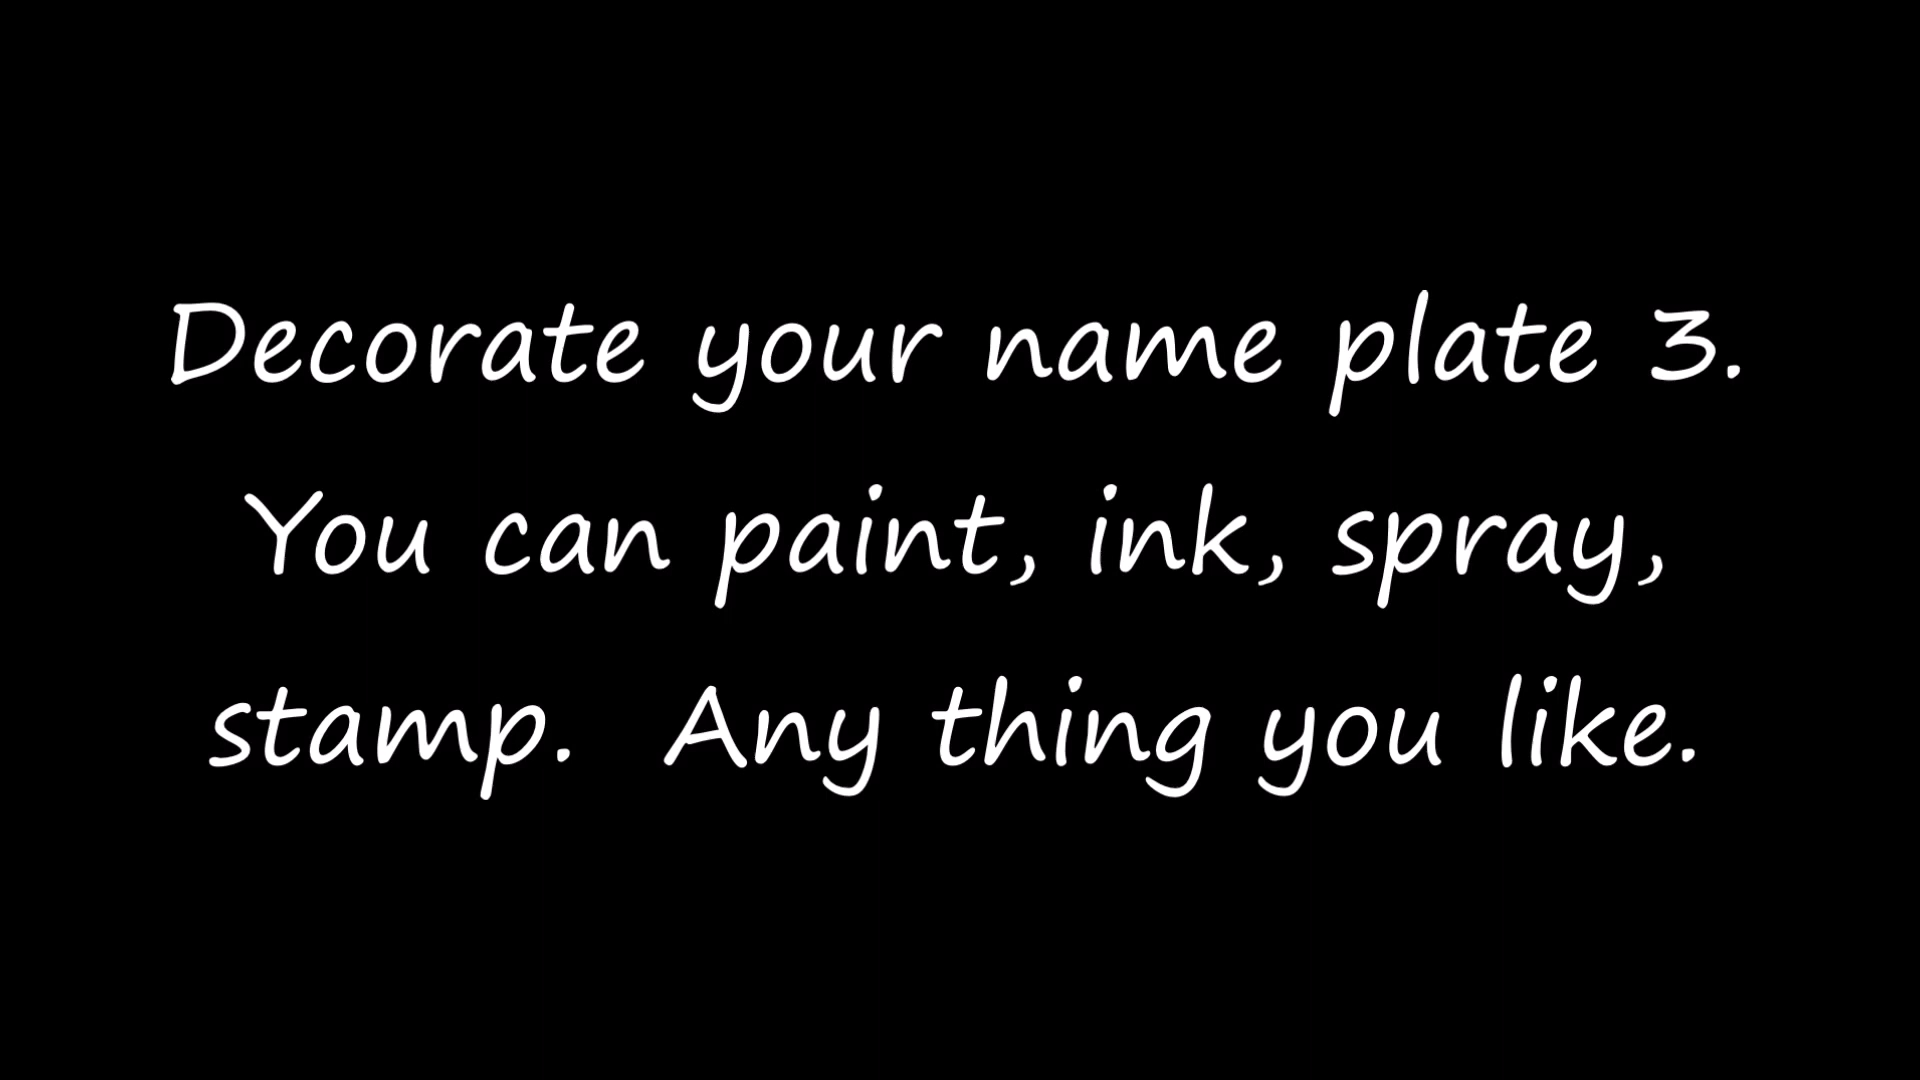 Decorate your name plate 3.
You can paint, ink, spray,
stamp.  Any thing you like.